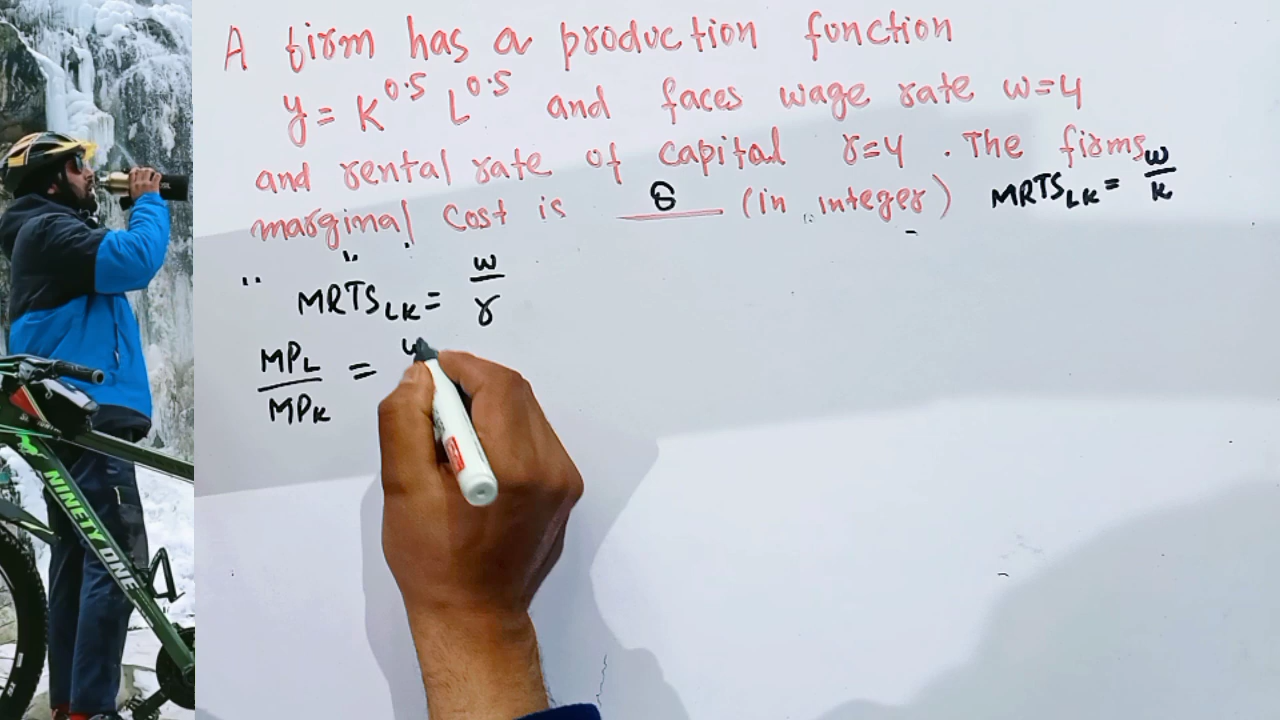 A firm has a production function
y = K^0.5 L^0.5 and faces wage rate w=4
and rental rate of capital r=4 . The firms
marginal cost is 8 (in integer)
MRTS_LK = w/k
MRTS_LK = w/r
MP_L/MP_K = w
NINETY ONE